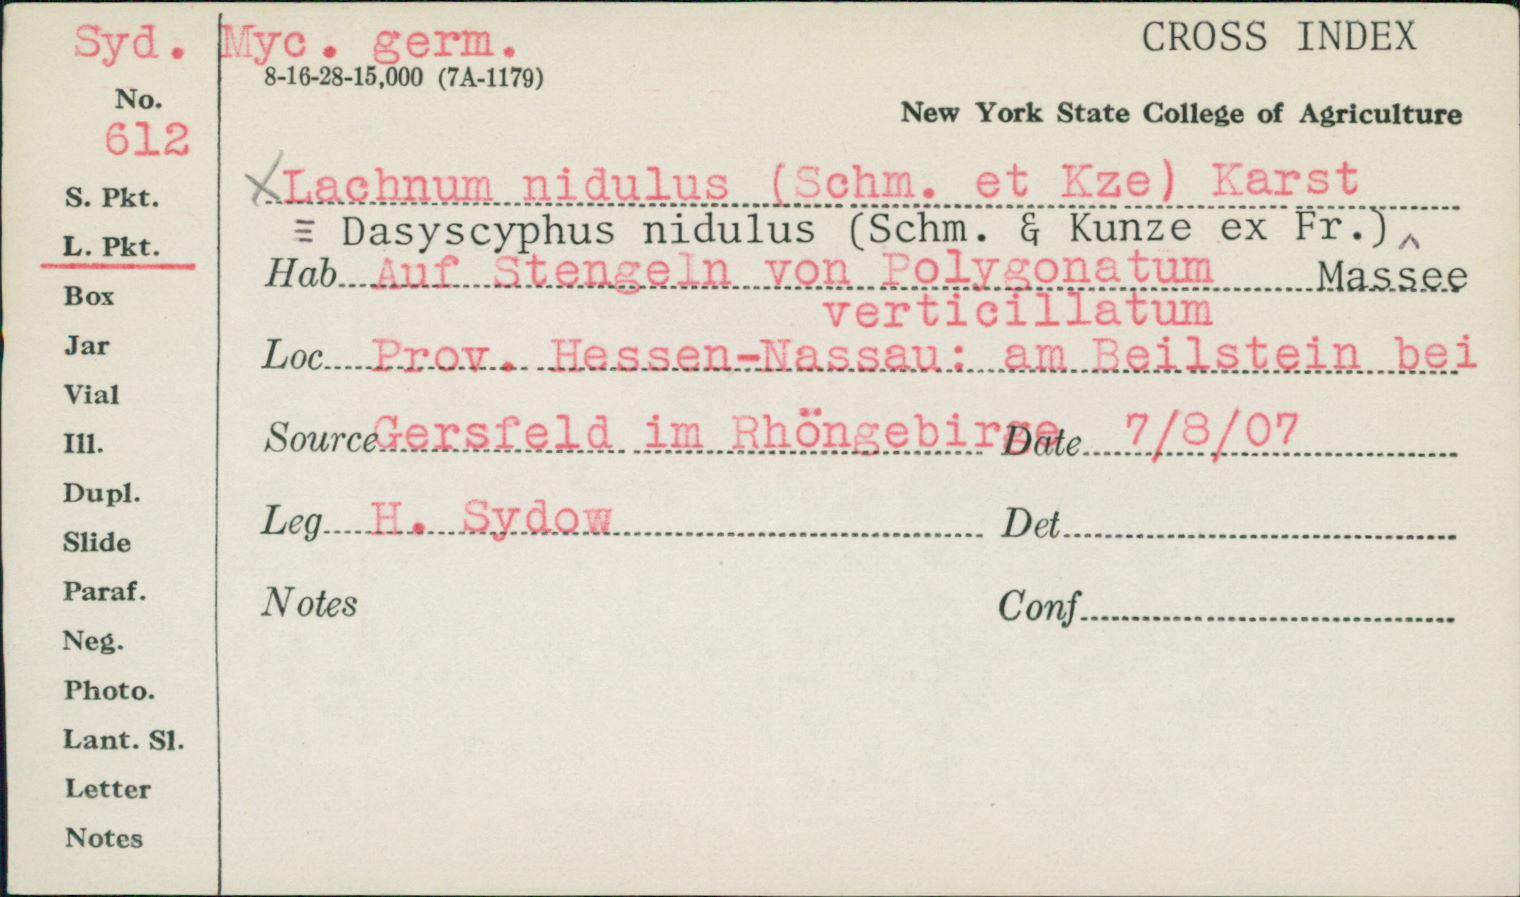 Syd. Myc. germ.
CROSS INDEX
8-16-28-15,000 (7A-1179)
No.
New York State College of Agriculture
612
S. Pkt.
Lachnum nidulus (Schm. et Kze) Karst
≡ Dasyscyphus nidulus (Schm. & Kunze ex Fr.) ^
L. Pkt.
Hab. Auf Stengeln von Polygonatum Massee
verticillatum
Box
Jar
Loc. Prov. Hessen-Nassau: am Beilstein bei
Vial
Ill.
Source Gersfeld im Rhöngebirge Date 7/8/07
Dupl.
Slide
Leg. H. Sydow Det.
Paraf.
Notes Conf.
Neg.
Photo.
Lant. Sl.
Letter
Notes